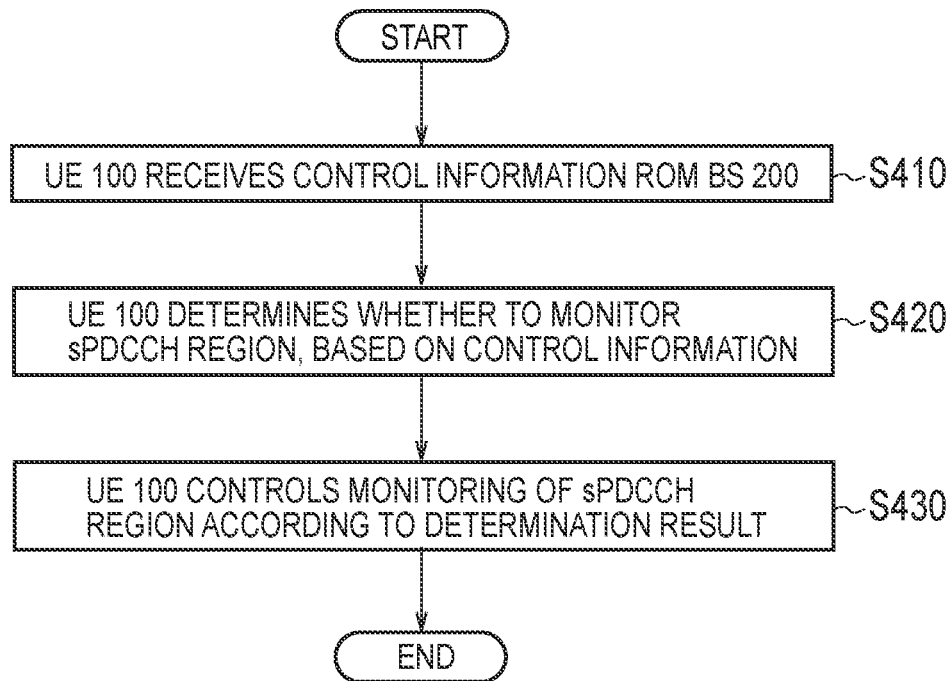 START
UE 100 RECEIVES CONTROL INFORMATION ROM BS 200
S410
UE 100 DETERMINES WHETHER TO MONITOR
sPDCCH REGION, BASED ON CONTROL INFORMATION
S420
UE 100 CONTROLS MONITORING OF sPDCCH
REGION ACCORDING TO DETERMINATION RESULT
S430
END